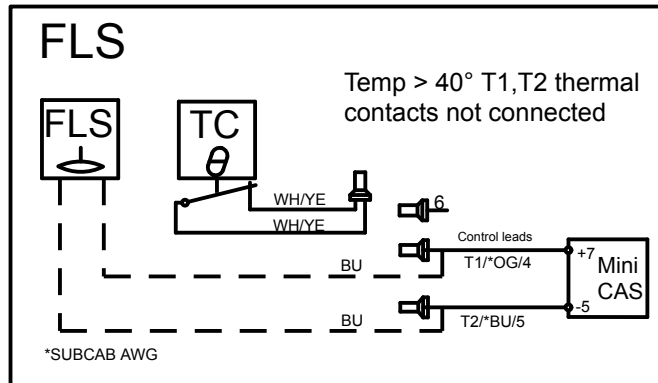 FLS
Temp > 40° T1,T2 thermal
contacts not connected
FLS
TC
WH/YE
WH/YE
6
Control leads
BU
T1/*OG/4
+7
Mini
CAS
BU
T2/*BU/5
-5
*SUBCAB AWG